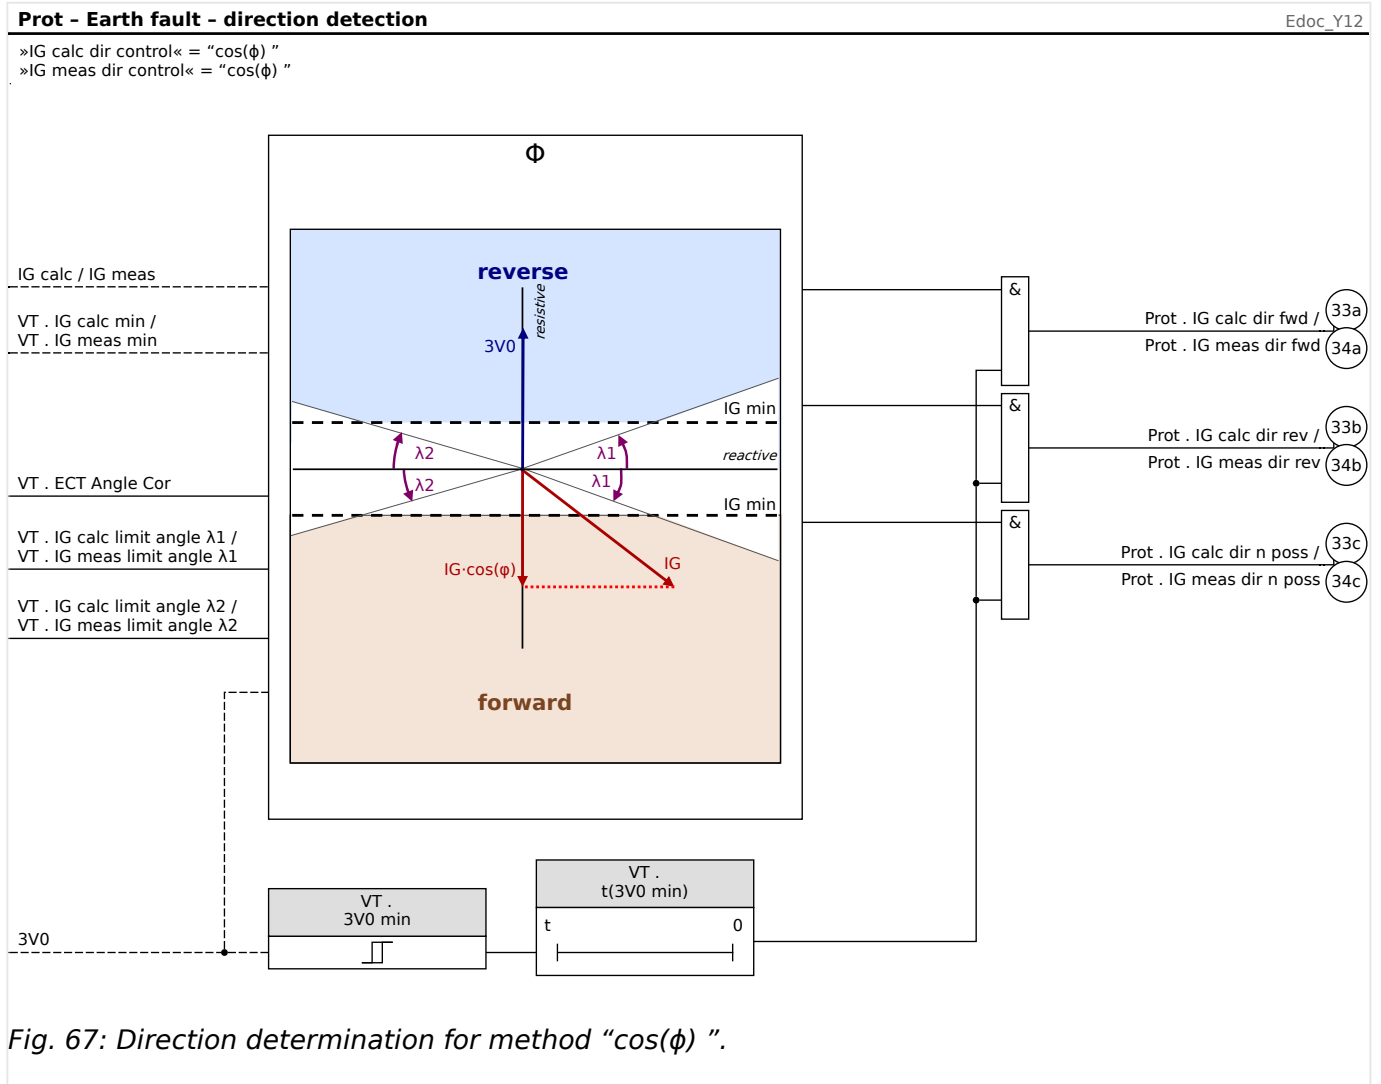 Prot – Earth fault – direction detection
Edoc_Y12
»IG calc dir control« = “cos(ϕ) ”
»IG meas dir control« = “cos(ϕ) ”
Φ
reverse
resistive
3V0
IG calc / IG meas
VT . IG calc min /
VT . IG meas min
IG min
λ2
λ1
reactive
λ2
λ1
IG min
VT . ECT Angle Cor
VT . IG calc limit angle λ1 /
VT . IG meas limit angle λ1
IG·cos(φ)
IG
VT . IG calc limit angle λ2 /
VT . IG meas limit angle λ2
forward
&
Prot . IG calc dir fwd /
33a
Prot . IG meas dir fwd
34a
&
Prot . IG calc dir rev /
33b
Prot . IG meas dir rev
34b
&
Prot . IG calc dir n poss /
33c
Prot . IG meas dir n poss
34c
VT .
t(3V0 min)
VT .
3V0 min
t
0
3V0
Fig. 67: Direction determination for method “cos(ϕ) ”.